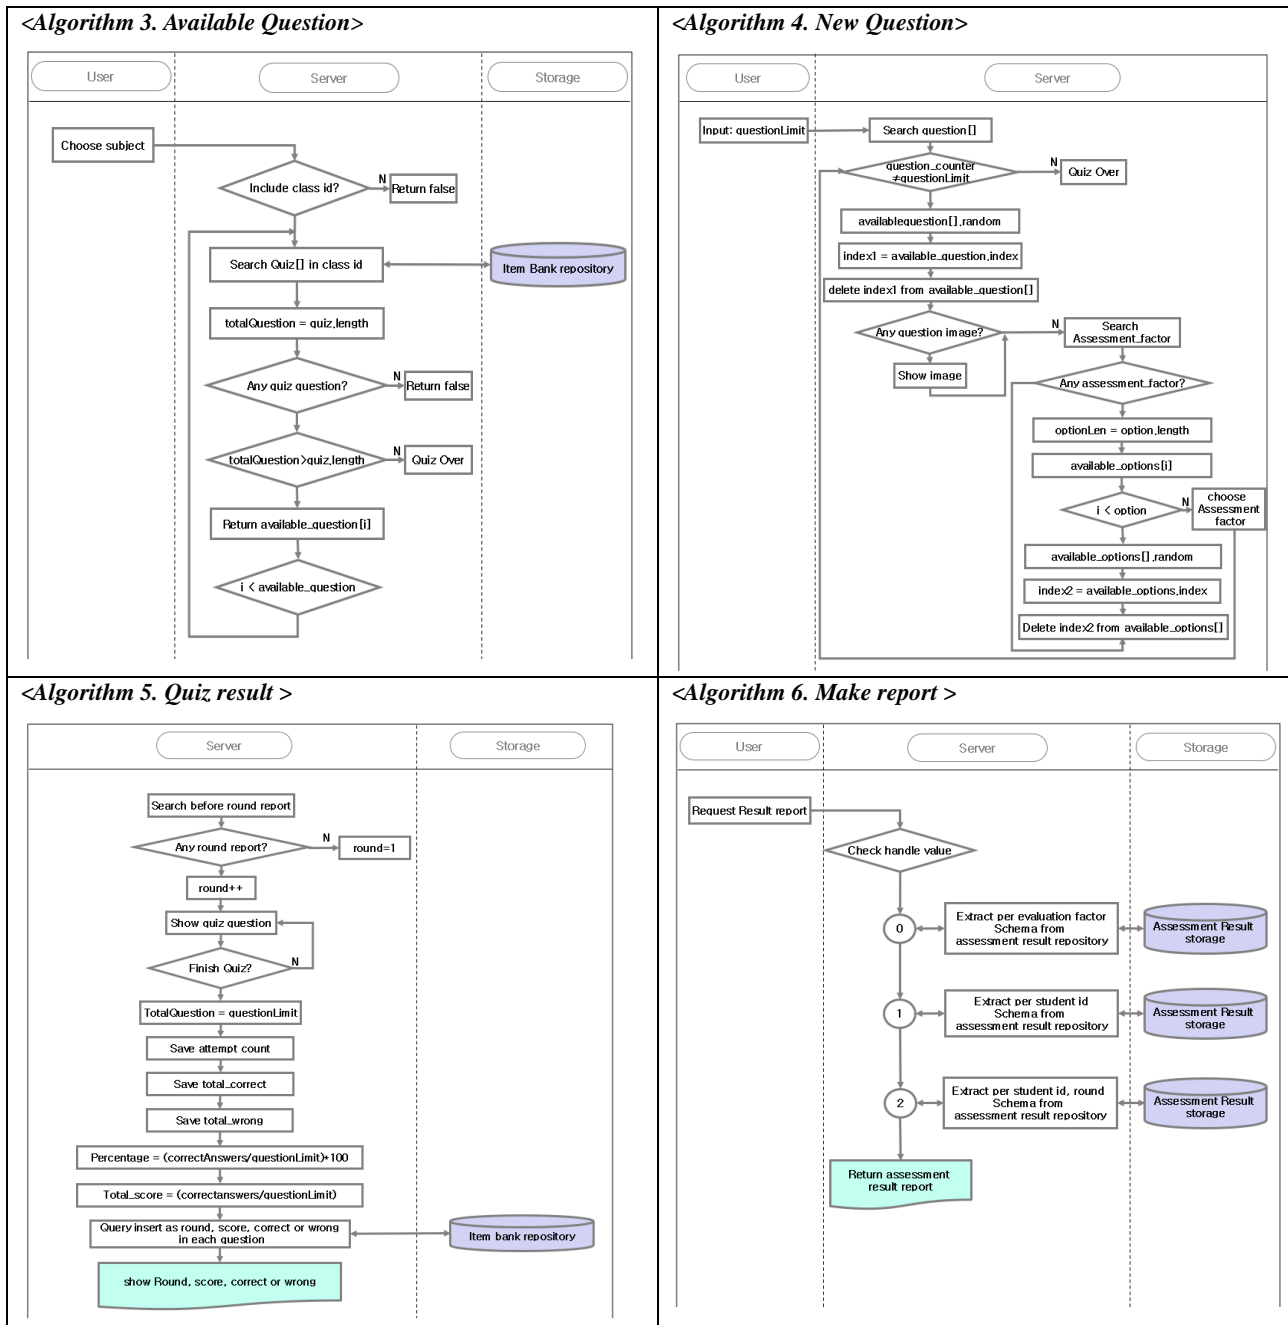 <Algorithm 3. Available Question>
User
Server
Storage
Choose subject
Include class id?
N
Return false
Search Quiz[] in class id
Item Bank repository
totalQuestion = quiz.length
Any quiz question?
N
Return false
totalQuestion>quiz.length
N
Quiz Over
Return available_question[i]
i < available_question
<Algorithm 4. New Question>
User
Server
Input: questionLimit
Search question[]
question_counter
≠questionLimit
N
Quiz Over
availablequestion[].random
index1 = available_question.index
delete index1 from available_question[]
Any question image?
N
Search
Assessment_factor
Show image
Any assessment_factor?
optionLen = option.length
available_options[i]
i < option
N
choose
Assessment
factor
available_options[].random
index2 = available_options.index
Delete index2 from available_options[]
<Algorithm 5. Quiz result >
Server
Storage
Search before round report
Any round report?
N
round=1
round++
Show quiz question
Finish Quiz?
N
TotalQuestion = questionLimit
Save attempt count
Save total_correct
Save total_wrong
Percentage = (correctAnswers/questionLimit)*100
Total_score = (correctanswers/questionLimit)
Query insert as round, score, correct or wrong
in each question
Item bank repository
show Round, score, correct or wrong
<Algorithm 6. Make report >
User
Server
Storage
Request Result report
Check handle value
0
Extract per evaluation factor
Schema from
assessment result repository
Assessment Result
storage
1
Extract per student id
Schema from
assessment result repository
Assessment Result
storage
2
Extract per student id, round
Schema from
assessment result repository
Assessment Result
storage
Return assessment
result report